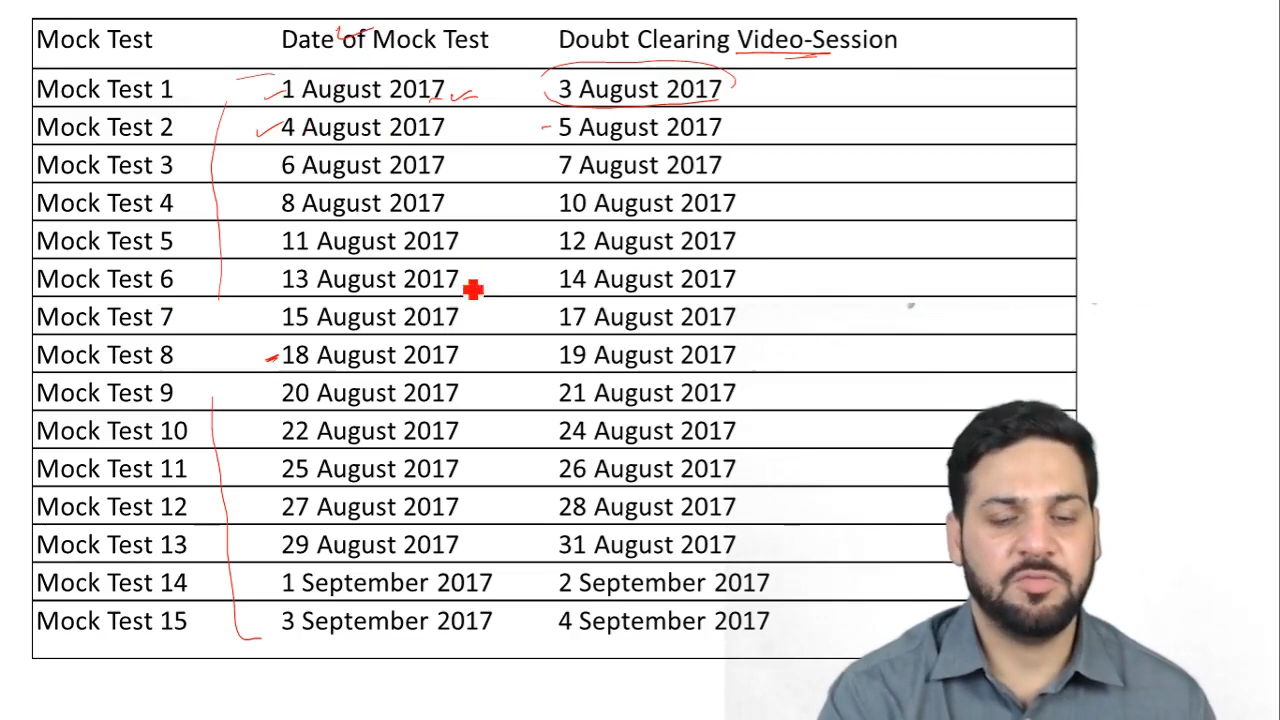 Mock Test Date of Mock Test Doubt Clearing Video-Session
Mock Test 1 1 August 2017 3 August 2017
Mock Test 2 4 August 2017 5 August 2017
Mock Test 3 6 August 2017 7 August 2017
Mock Test 4 8 August 2017 10 August 2017
Mock Test 5 11 August 2017 12 August 2017
Mock Test 6 13 August 2017 14 August 2017
Mock Test 7 15 August 2017 17 August 2017
Mock Test 8 18 August 2017 19 August 2017
Mock Test 9 20 August 2017 21 August 2017
Mock Test 10 22 August 2017 24 August 2017
Mock Test 11 25 August 2017 26 August 2017
Mock Test 12 27 August 2017 28 August 2017
Mock Test 13 29 August 2017 31 August 2017
Mock Test 14 1 September 2017 2 September 2017
Mock Test 15 3 September 2017 4 September 2017